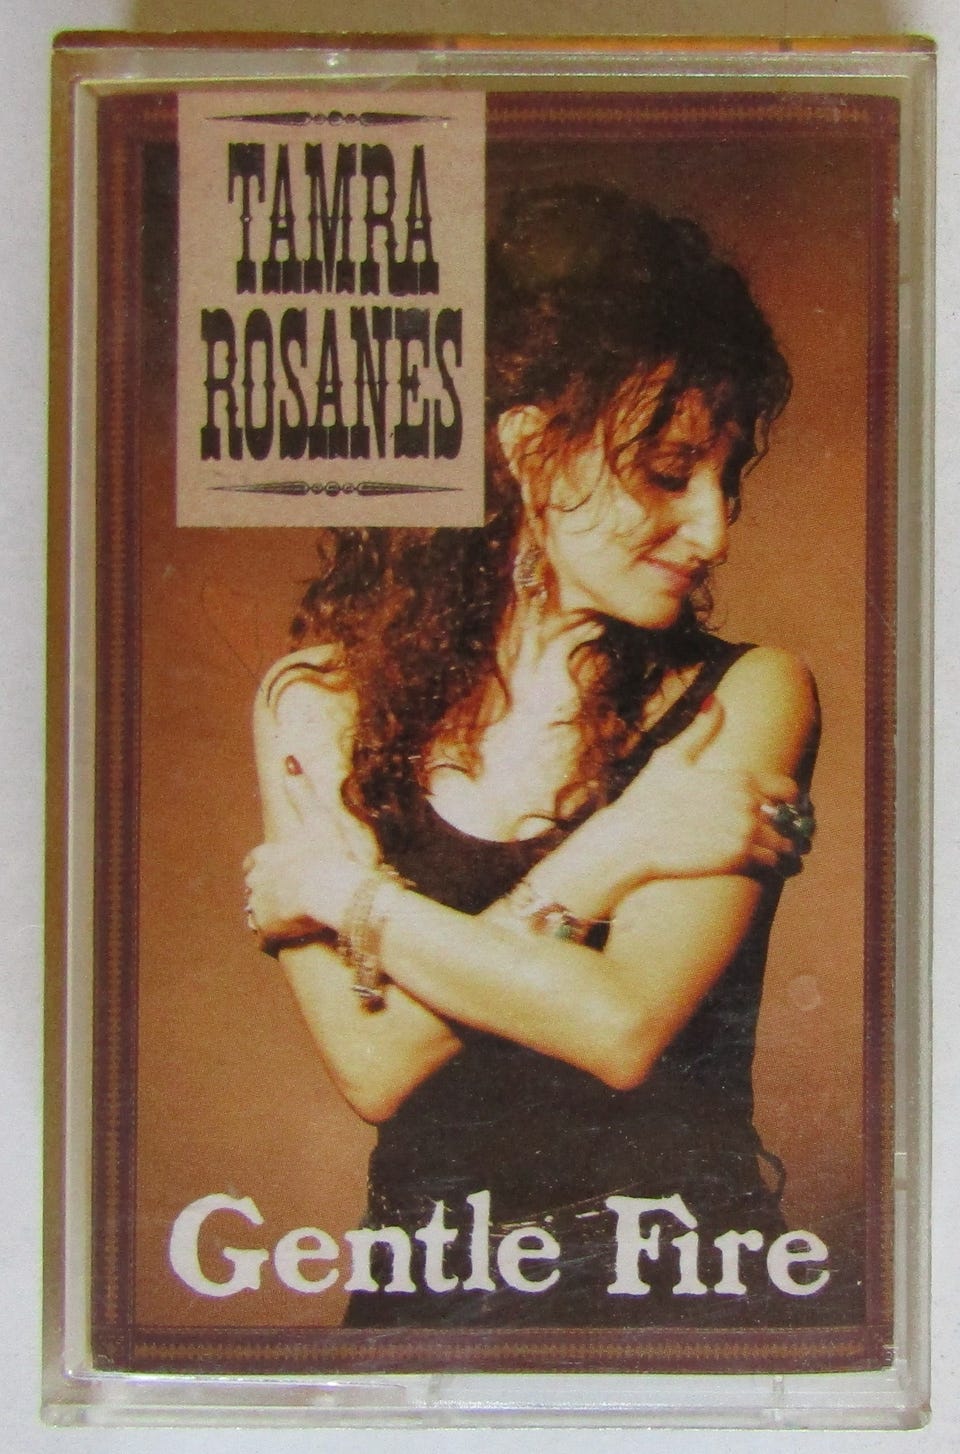 TAMRA
ROSANES
Gentle Fire